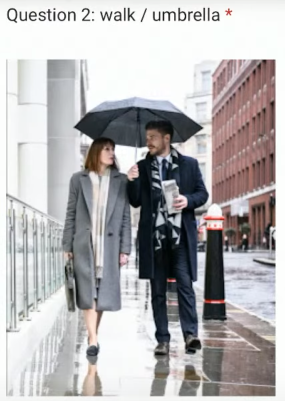 Question 2: walk / umbrella *